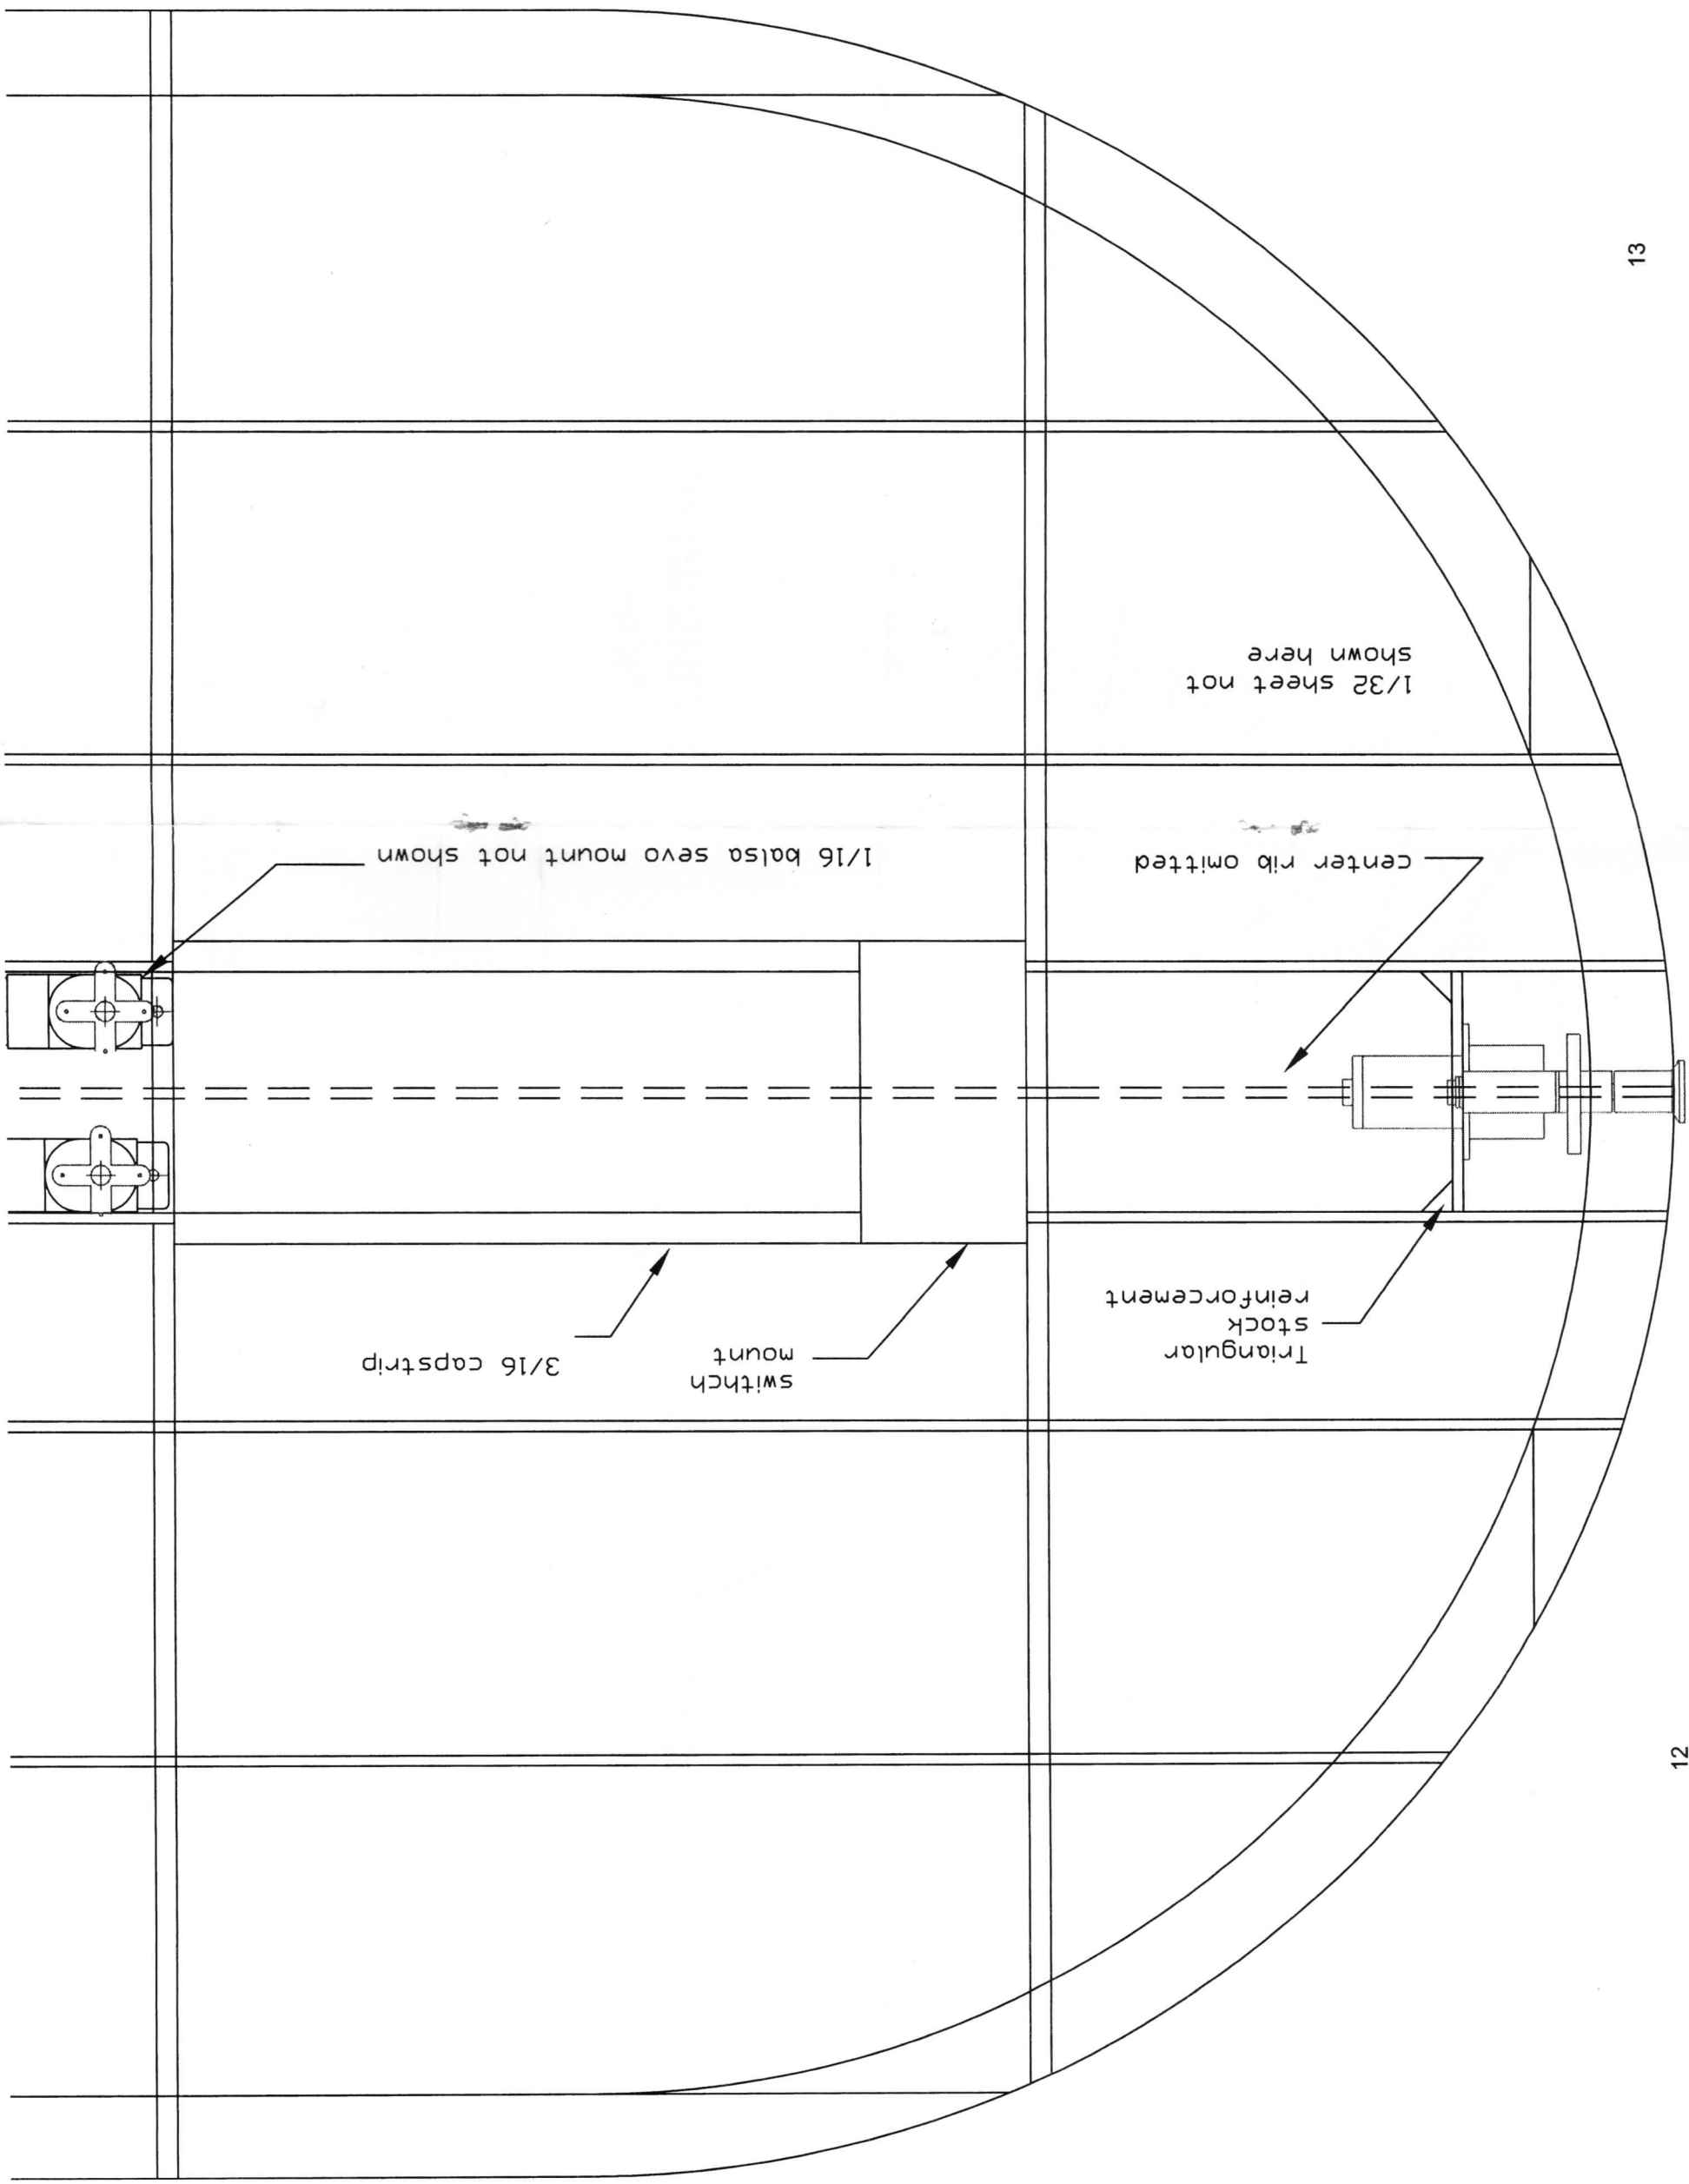 1/32 sheet not
shown here
1/16 balsa sevo mount not shown
center rib omitted
3/16 capstrip
swithch
mount
Triangular
stock
reinforcement
13
12